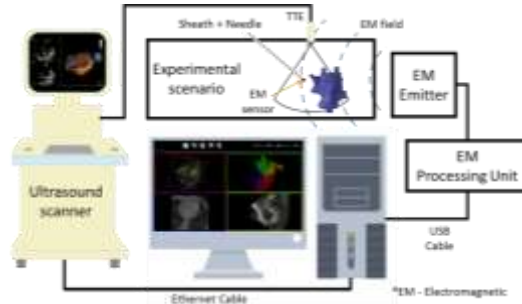 Sheath + Needle
TTE
EM field
Experimental
scenario
EM
sensor
EM
Emitter
EM
Processing Unit
Ultrasound
scanner
USB
Cable
Ethernet Cable
*EM - Electromagnetic